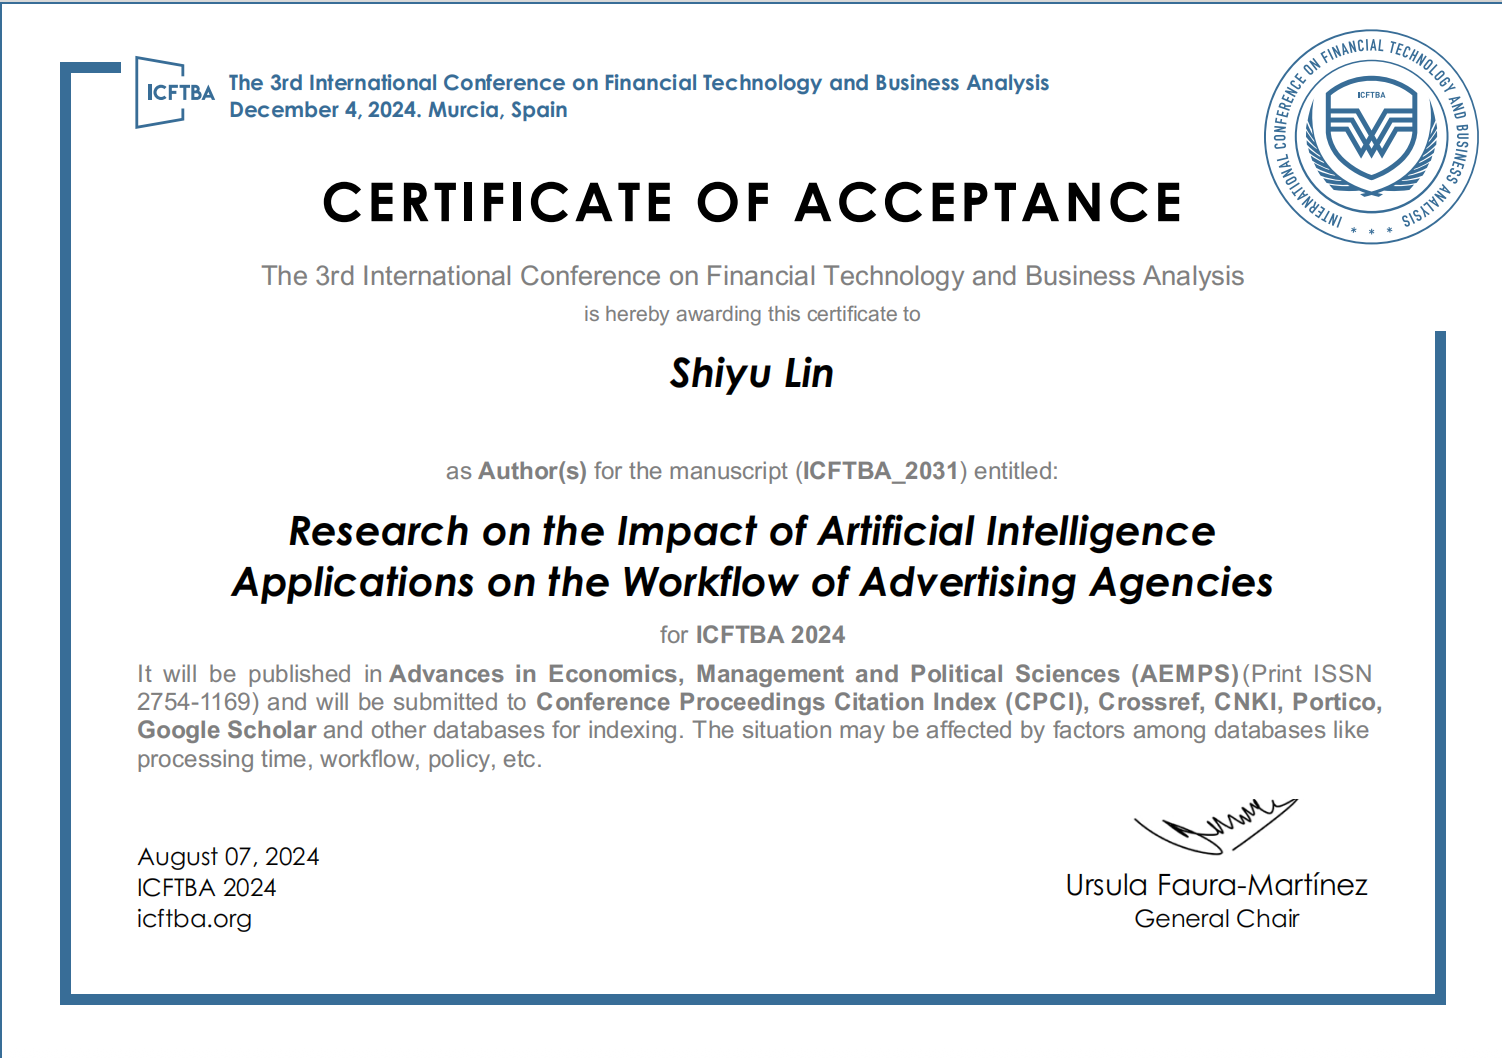 ICFTBA
The 3rd International Conference on Financial Technology and Business Analysis
December 4, 2024. Murcia, Spain
INTERNATIONAL CONFERENCE ON FINANCIAL TECHNOLOGY AND BUSINESS ANALYSIS
* * *
ICFTBA
CERTIFICATE OF ACCEPTANCE
The 3rd International Conference on Financial Technology and Business Analysis
is hereby awarding this certificate to
Shiyu Lin
as Author(s) for the manuscript (ICFTBA_2031) entitled:
Research on the Impact of Artificial Intelligence
Applications on the Workflow of Advertising Agencies
for ICFTBA 2024
It will be published in Advances in Economics, Management and Political Sciences (AEMPS)(Print ISSN
2754-1169) and will be submitted to Conference Proceedings Citation Index (CPCI), Crossref, CNKI, Portico,
Google Scholar and other databases for indexing. The situation may be affected by factors among databases like
processing time, workflow, policy, etc.
August 07, 2024
ICFTBA 2024
icftba.org
Ursula Faura-Martínez
General Chair